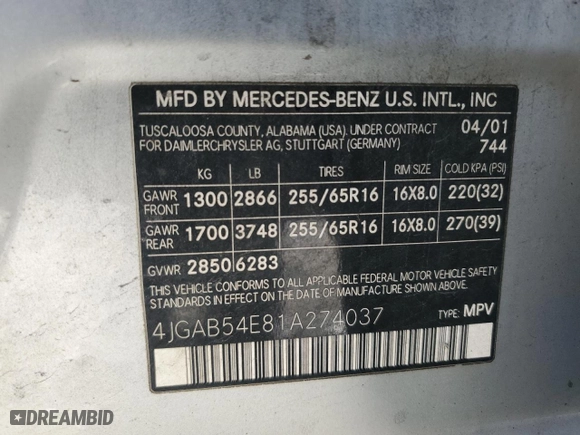 MFD BY MERCEDES-BENZ U.S. INTL., INC
TUSCALOOSA COUNTY, ALABAMA (USA). UNDER CONTRACT 04/01
FOR DAIMLERCHRYSLER AG, STUTTGART (GERMANY) 744
KG LB TIRES RIM SIZE COLD KPA (PSI)
GAWR FRONT 1300 2866 255/65R16 16X8.0 220(32)
GAWR REAR 1700 3748 255/65R16 16X8.0 270(39)
GVWR 2850 6283
THIS VEHICLE CONFORMS TO ALL APPLICABLE FEDERAL MOTOR VEHICLE SAFETY
STANDARDS IN EFFECT ON THE DATE OF MANUFACTURE SHOWN ABOVE.
4JGAB54E81A274037 TYPE: MPV
DREAMBID